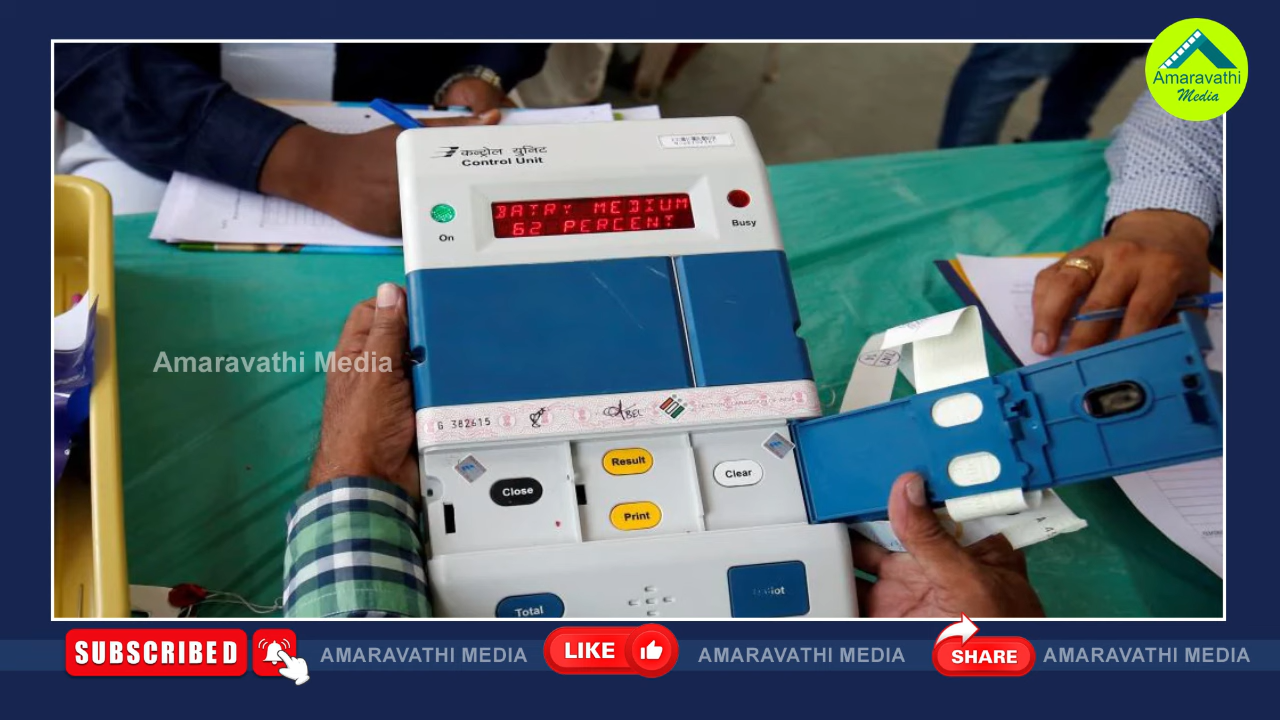 Amaravathi
Media
कन्ट्रोल युनिट
Control Unit
BATRY MEDIUM
62 PERCENT
On
Busy
Amaravathi Media
G 382615
BEL
Close
Result
Print
Clear
Total
SUBSCRIBED
AMARAVATHI MEDIA
LIKE
AMARAVATHI MEDIA
SHARE
AMARAVATHI MEDIA